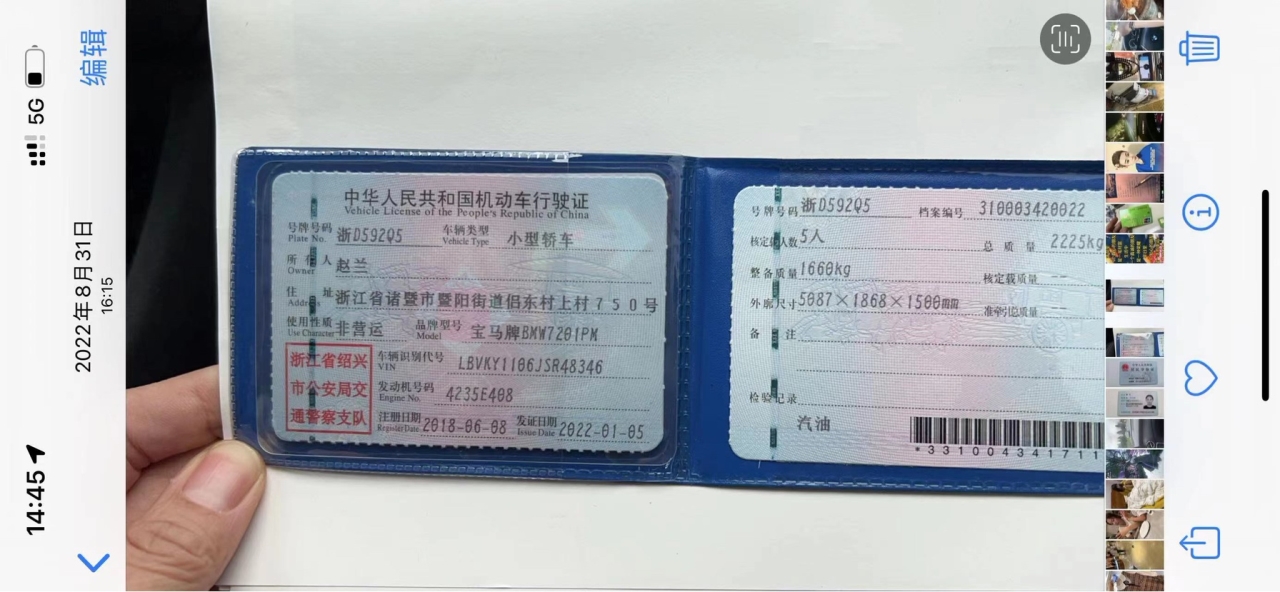 14:45
5G
2022年8月31日
16:15
编辑
中华人民共和国机动车行驶证
Vehicle License of the People's Republic of China
号牌号码 浙D592Q5 车辆类型 小型轿车
Plate No. Vehicle Type
所有人 赵兰
Owner
住址 浙江省诸暨市暨阳街道侣东村上村750号
Address
使用性质 非营运 品牌型号 宝马牌BMW7201PM
Use Character Model
浙江省绍兴
市公安局交
通警察支队
车辆识别代号 LBVKY1106JSR48346
VIN
发动机号码 4235E408
Engine No.
注册日期 2018-06-08 发证日期 2022-01-05
Register Date Issue Date
号牌号码 浙D592Q5 档案编号 310003420022
核定载人数 5人 总质量 2225kg
整备质量 1660kg 核定载质量 --
外廓尺寸 5087×1868×1500mm 准牵引总质量 --
备注
检验记录
汽油
*331004341711